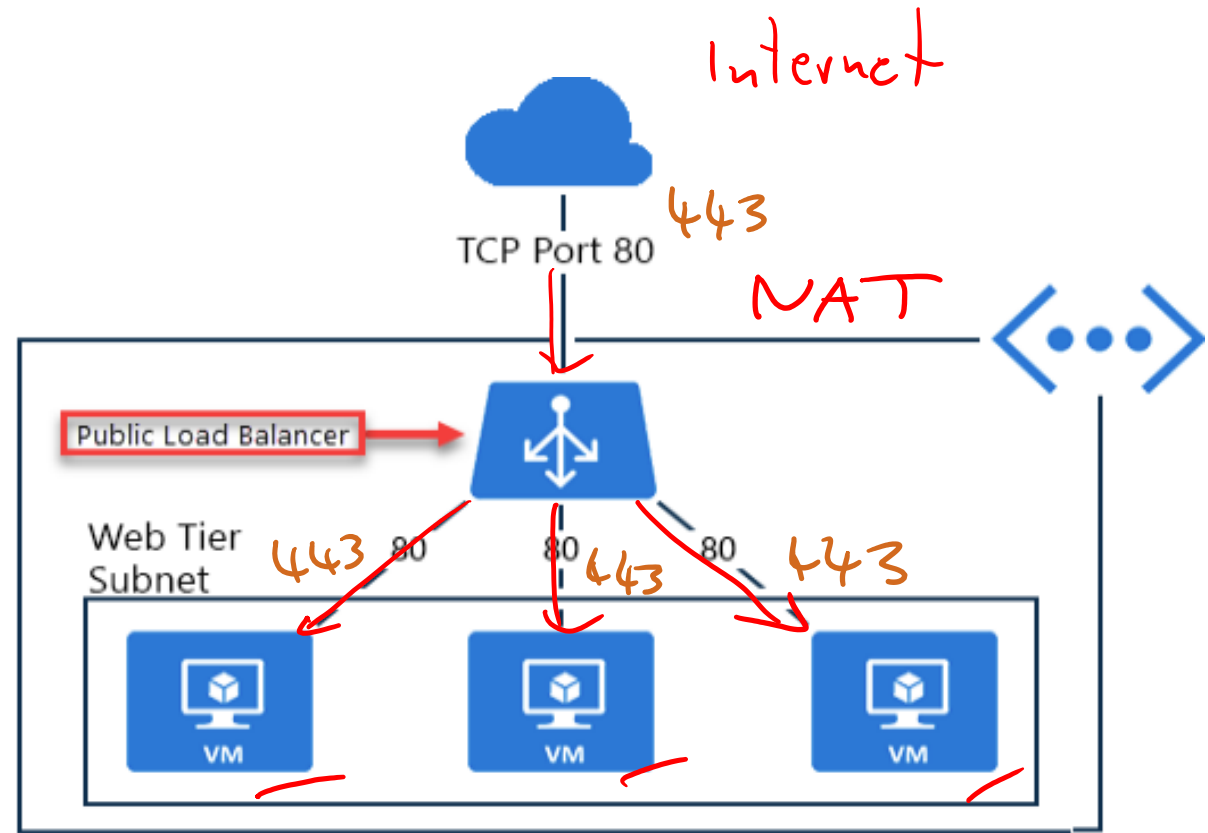 Internet
443
TCP Port 80
NAT
Public Load Balancer
Web Tier
Subnet
443 80 80 443 80 443
VM VM VM